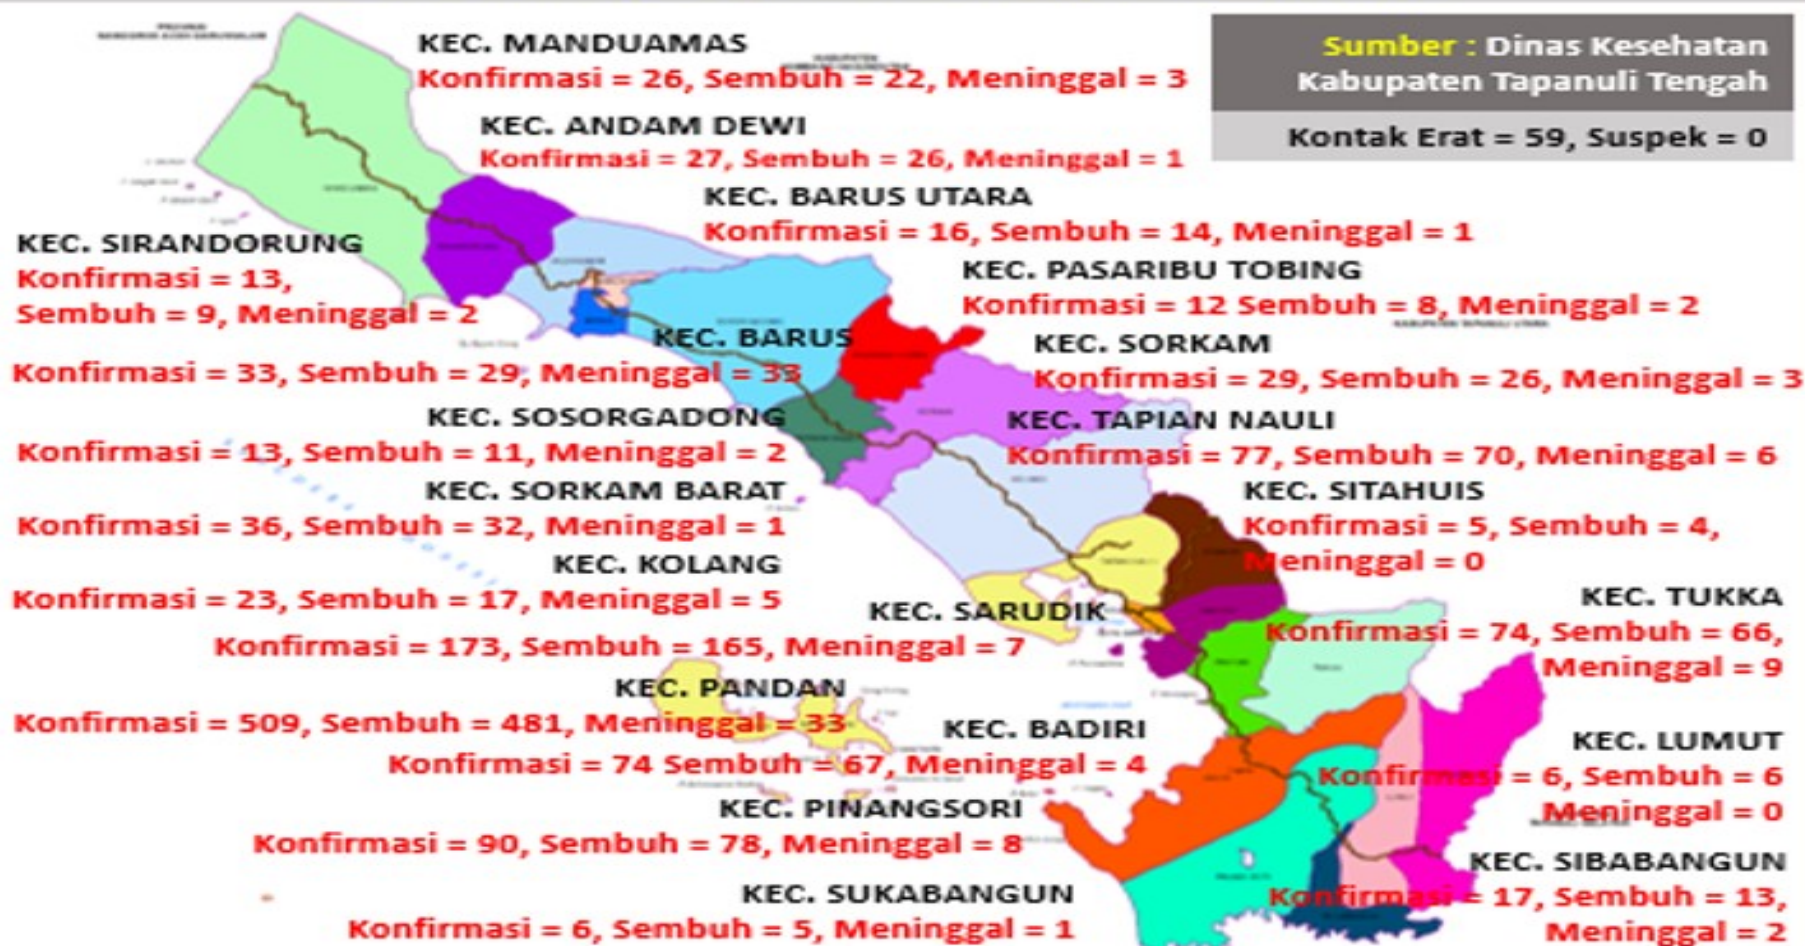 KEC. MANDUAMAS
Konfirmasi = 26, Sembuh = 22, Meninggal = 3
Sumber : Dinas Kesehatan
Kabupaten Tapanuli Tengah
Kontak Erat = 59, Suspek = 0
KEC. ANDAM DEWI
Konfirmasi = 27, Sembuh = 26, Meninggal = 1
KEC. BARUS UTARA
Konfirmasi = 16, Sembuh = 14, Meninggal = 1
KEC. SIRANDORUNG
Konfirmasi = 13,
Sembuh = 9, Meninggal = 2
KEC. PASARIBU TOBING
Konfirmasi = 12 Sembuh = 8, Meninggal = 2
KEC. BARUS
Konfirmasi = 33, Sembuh = 29, Meninggal = 33
KEC. SORKAM
Konfirmasi = 29, Sembuh = 26, Meninggal = 3
KEC. SOSORGADONG
Konfirmasi = 13, Sembuh = 11, Meninggal = 2
KEC. TAPIAN NAULI
Konfirmasi = 77, Sembuh = 70, Meninggal = 6
KEC. SORKAM BARAT
Konfirmasi = 36, Sembuh = 32, Meninggal = 1
KEC. SITAHUIS
Konfirmasi = 5, Sembuh = 4,
Meninggal = 0
KEC. KOLANG
Konfirmasi = 23, Sembuh = 17, Meninggal = 5
KEC. SARUDIK
Konfirmasi = 173, Sembuh = 165, Meninggal = 7
KEC. TUKKA
Konfirmasi = 74, Sembuh = 66,
Meninggal = 9
KEC. PANDAN
Konfirmasi = 509, Sembuh = 481, Meninggal = 33
KEC. BADIRI
Konfirmasi = 74 Sembuh = 67, Meninggal = 4
KEC. LUMUT
Konfirmasi = 6, Sembuh = 6
Meninggal = 0
KEC. PINANGSORI
Konfirmasi = 90, Sembuh = 78, Meninggal = 8
KEC. SIBABANGUN
Konfirmasi = 17, Sembuh = 13,
Meninggal = 2
KEC. SUKABANGUN
Konfirmasi = 6, Sembuh = 5, Meninggal = 1